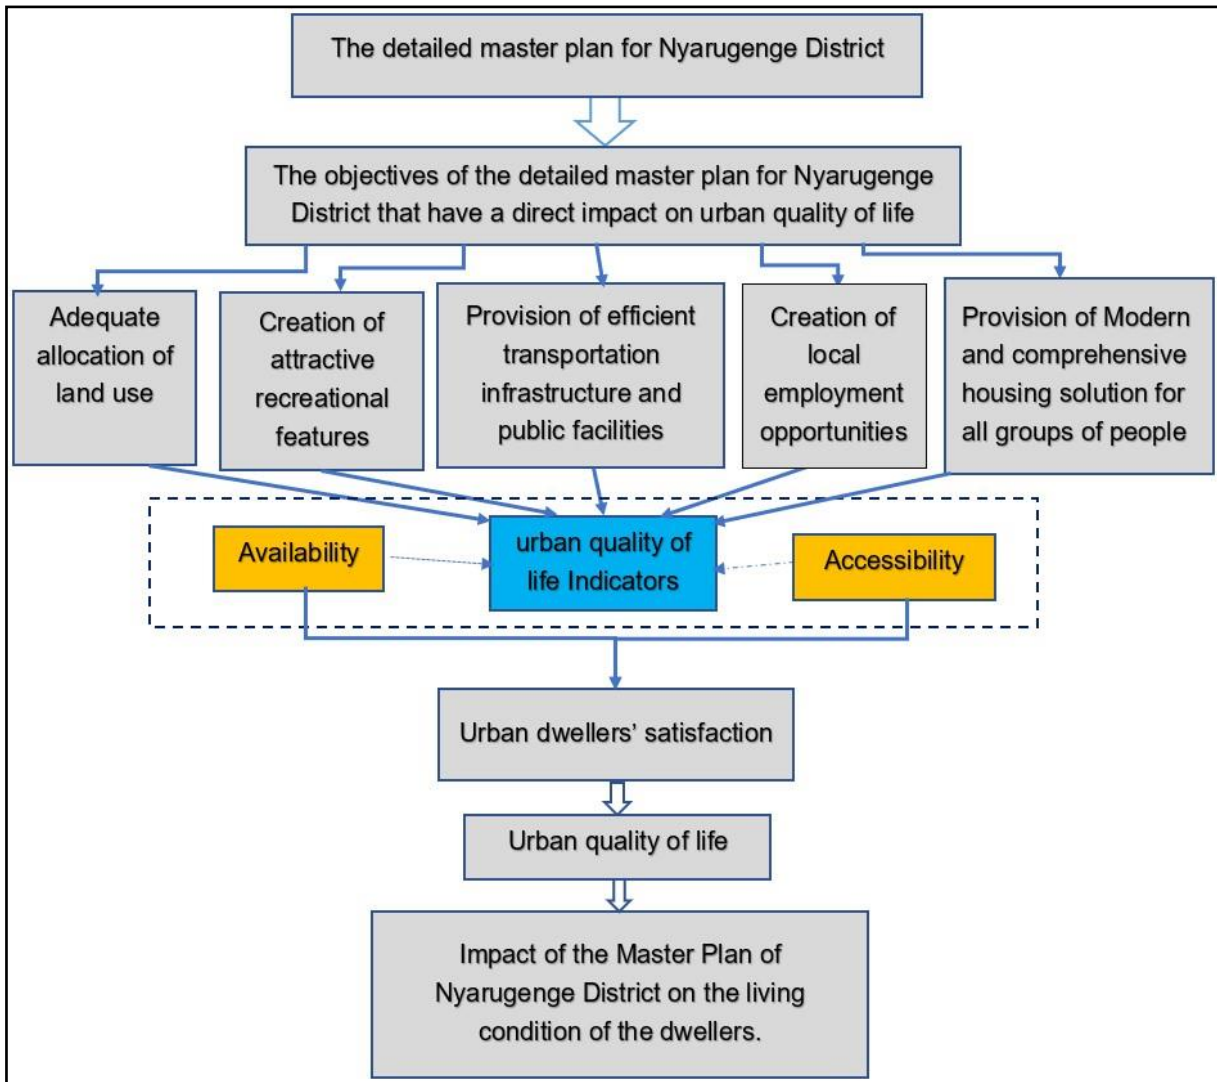 The detailed master plan for Nyarugenge District
The objectives of the detailed master plan for Nyarugenge
District that have a direct impact on urban quality of life
Adequate
allocation of
land use
Creation of
attractive
recreational
features
Provision of efficient
transportation
infrastructure and
public facilities
Creation of
local
employment
opportunities
Provision of Modern
and comprehensive
housing solution for
all groups of people
Availability
urban quality of
life Indicators
Accessibility
Urban dwellers’ satisfaction
Urban quality of life
Impact of the Master Plan of
Nyarugenge District on the living
condition of the dwellers.